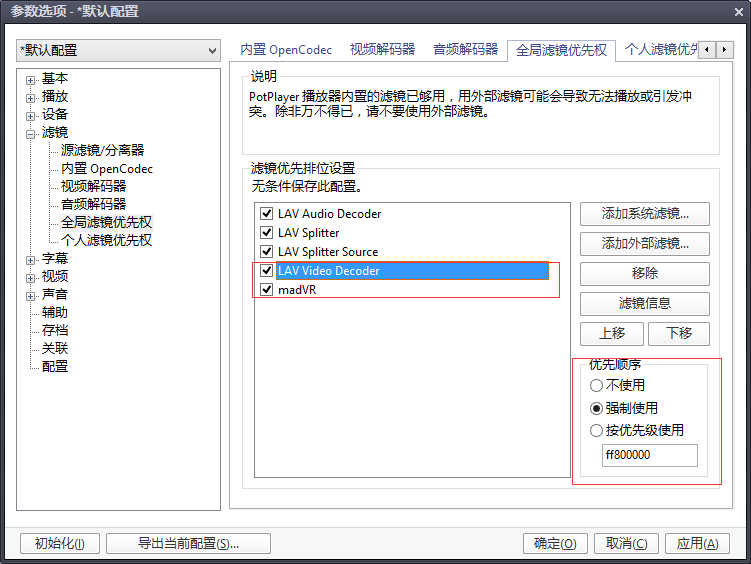 参数选项 - *默认配置
*默认配置
内置 OpenCodec
视频解码器
音频解码器
全局滤镜优先权
个人滤镜优先
基本
播放
设备
滤镜
源滤镜/分离器
内置 OpenCodec
视频解码器
音频解码器
全局滤镜优先权
个人滤镜优先权
字幕
视频
声音
辅助
存档
关联
配置
说明
PotPlayer 播放器内置的滤镜已够用，用外部滤镜可能会导致无法播放或引发冲
突。除非万不得已，请不要使用外部滤镜。
滤镜优先排位设置
无条件保存此配置。
LAV Audio Decoder
LAV Splitter
LAV Splitter Source
LAV Video Decoder
madVR
添加系统滤镜...
添加外部滤镜...
移除
滤镜信息
上移
下移
优先顺序
不使用
强制使用
按优先级使用
ff800000
初始化(I)
导出当前配置(S)...
确定(O)
取消(C)
应用(A)